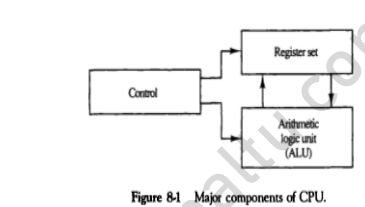 Register set
Control
Arithmetic
logic unit
(ALU)
Figure 8-1 Major components of CPU.